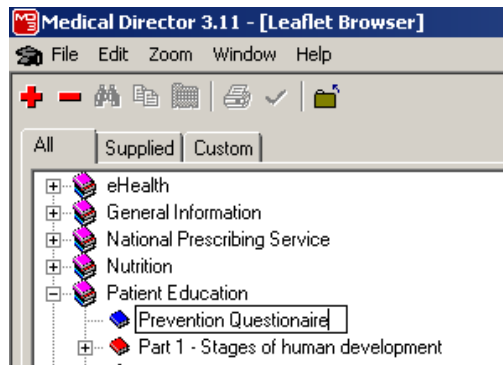 Medical Director 3.11 - [Leaflet Browser]
File Edit Zoom Window Help
All Supplied Custom
eHealth
General Information
National Prescribing Service
Nutrition
Patient Education
Prevention Questionaire
Part 1 - Stages of human development